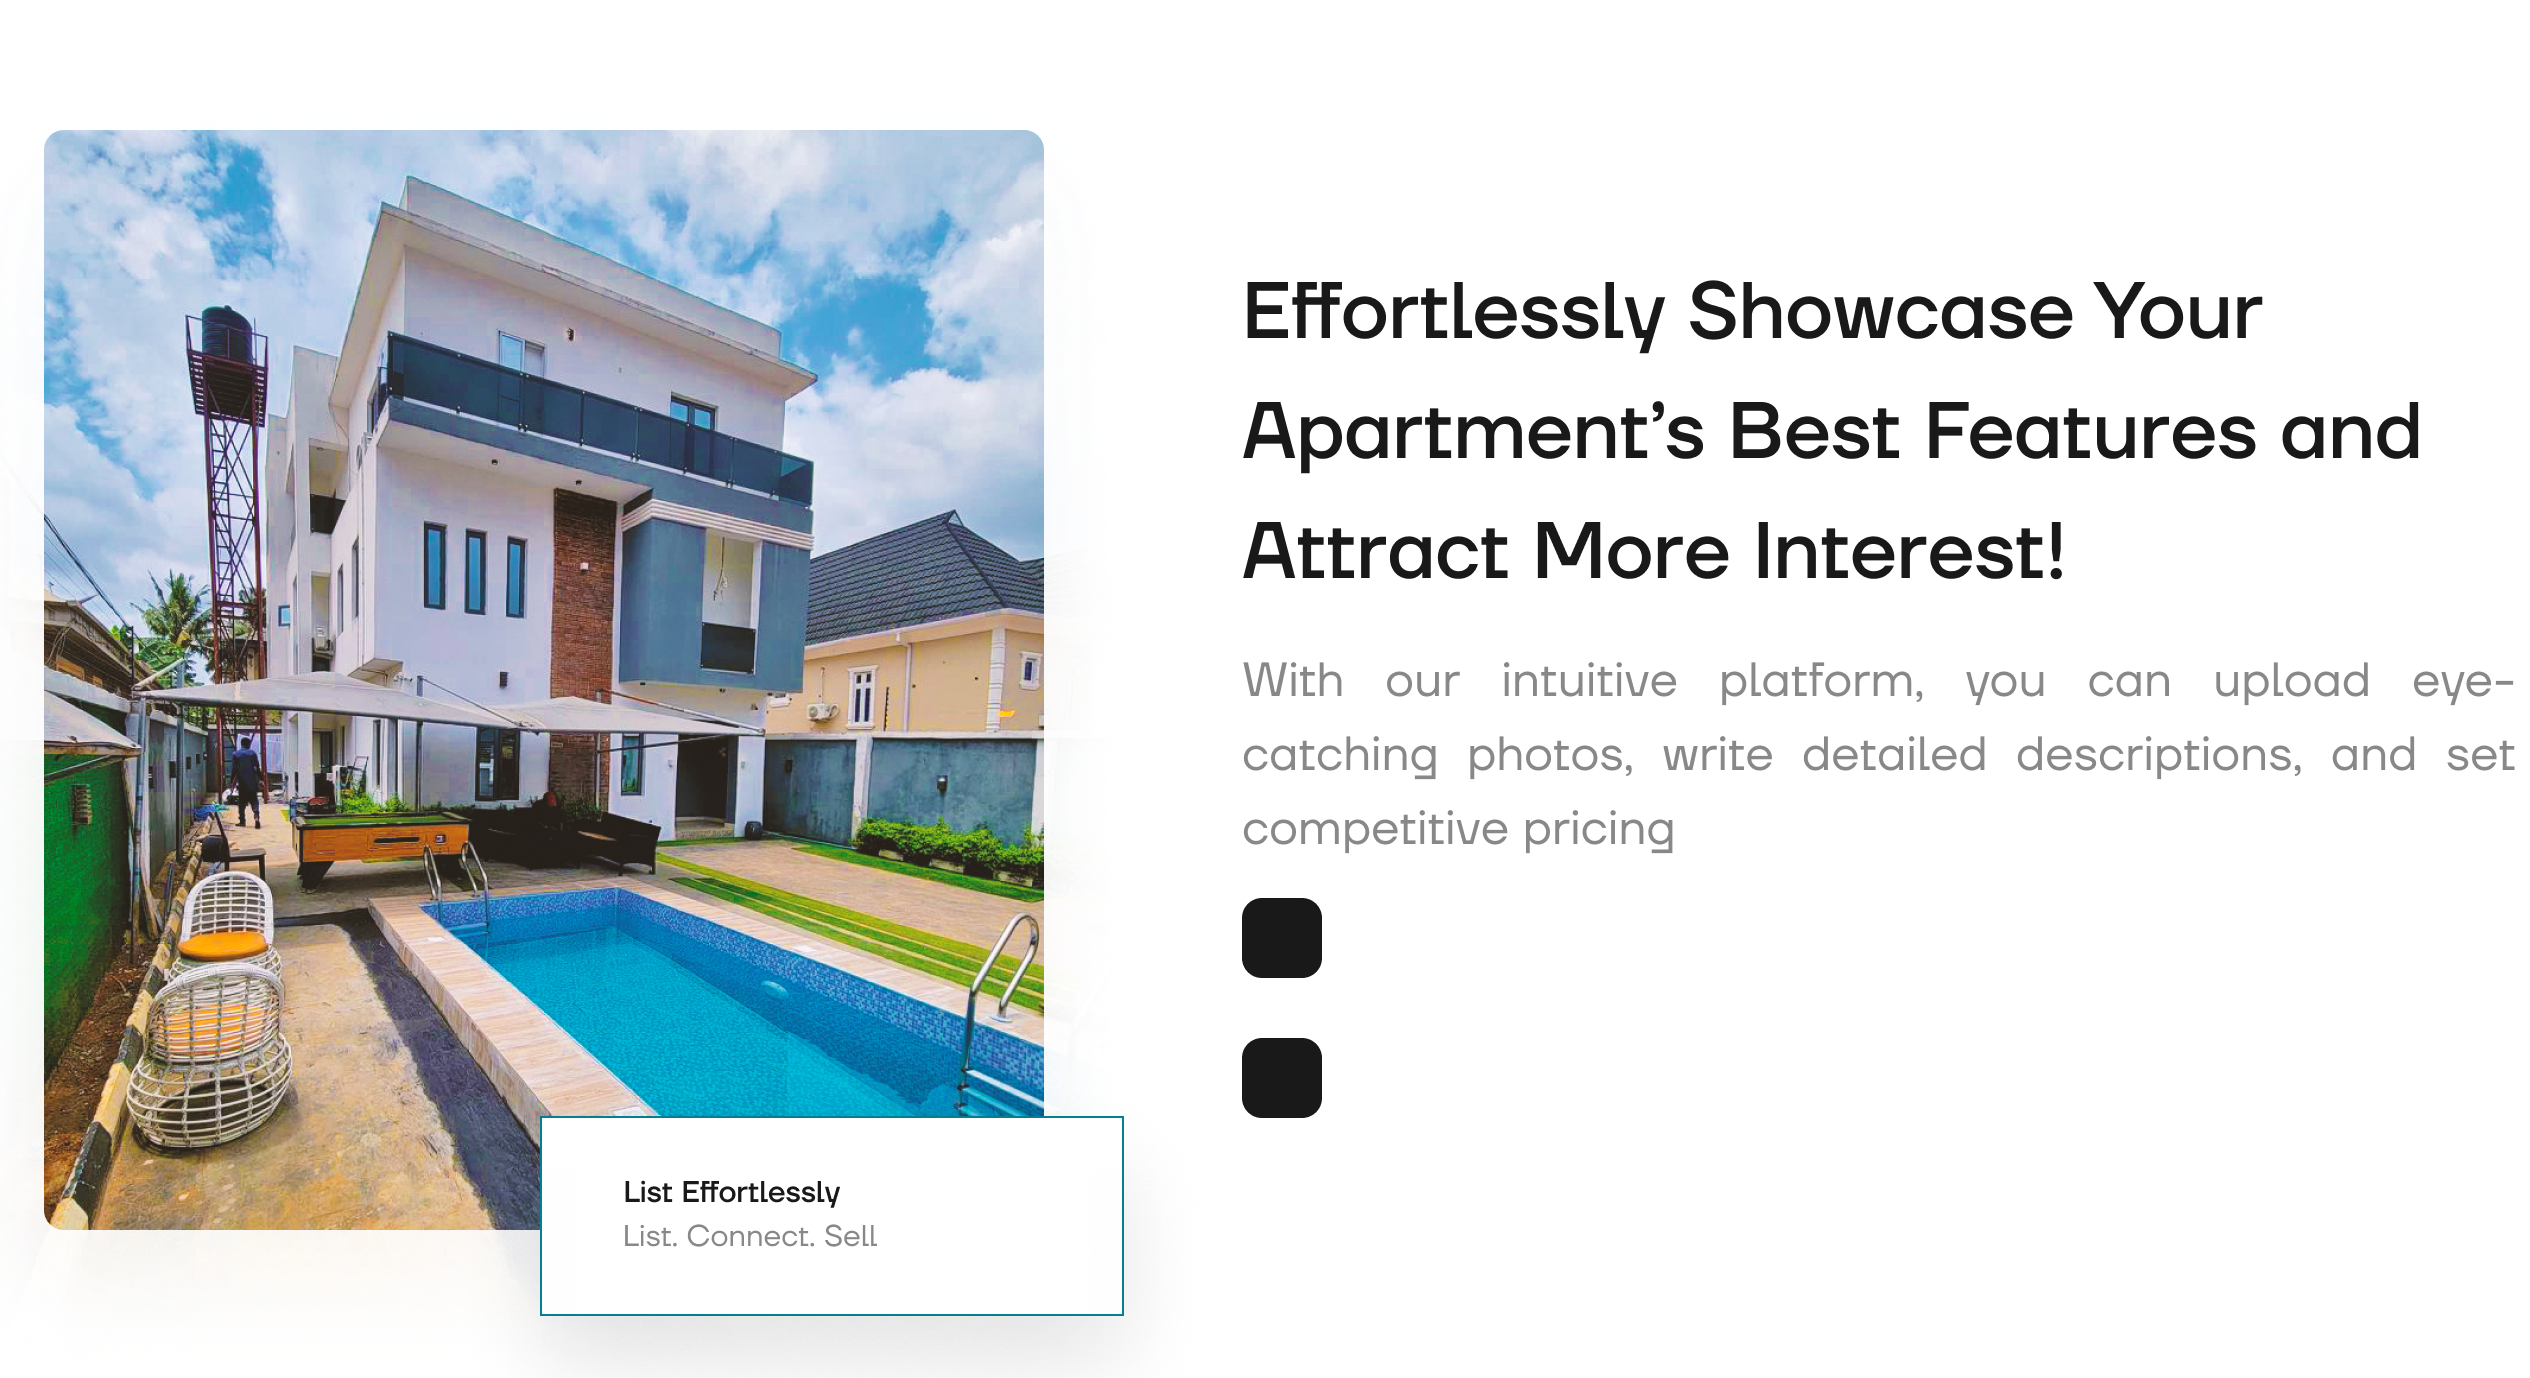 Effortlessly Showcase Your
Apartment’s Best Features and
Attract More Interest!
With our intuitive platform, you can upload eye-
catching photos, write detailed descriptions, and set
competitive pricing
List Effortlessly
List. Connect. Sell